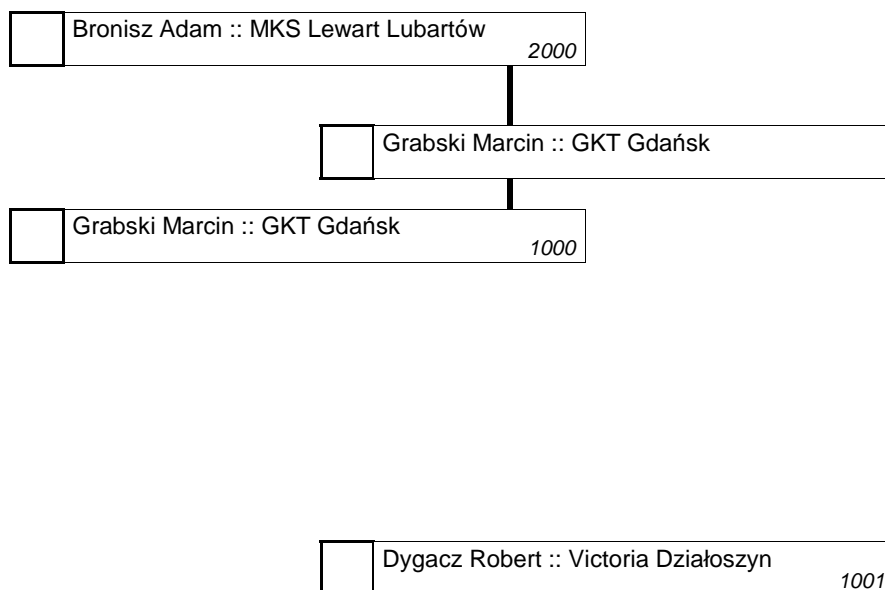 Bronisz Adam :: MKS Lewart Lubartów
2000
Grabski Marcin :: GKT Gdańsk
Grabski Marcin :: GKT Gdańsk
1000
Dygacz Robert :: Victoria Działoszyn
1001